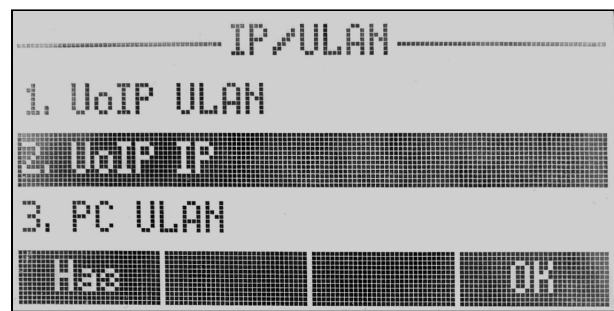 IP/VLAN
1. VoIP VLAN
2. VoIP IP
3. PC VLAN
Наз OK